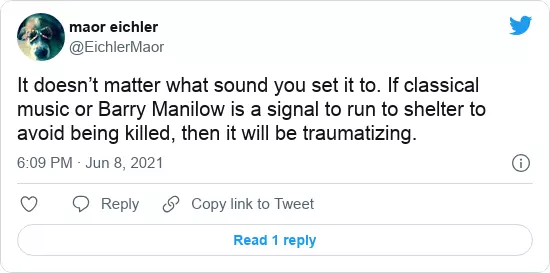 maor eichler
@EichlerMaor
It doesn’t matter what sound you set it to. If classical
music or Barry Manilow is a signal to run to shelter to
avoid being killed, then it will be traumatizing.
6:09 PM · Jun 8, 2021
Reply
Copy link to Tweet
Read 1 reply